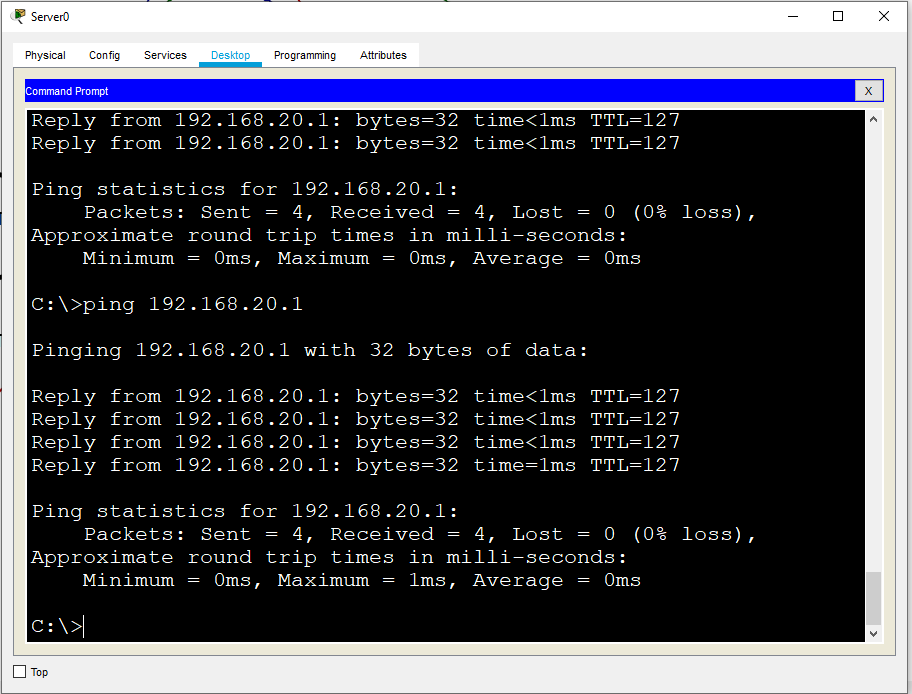 Server0
Physical Config Services Desktop Programming Attributes
Command Prompt X
Reply from 192.168.20.1: bytes=32 time<1ms TTL=127
Reply from 192.168.20.1: bytes=32 time<1ms TTL=127
Ping statistics for 192.168.20.1:
Packets: Sent = 4, Received = 4, Lost = 0 (0% loss),
Approximate round trip times in milli-seconds:
Minimum = 0ms, Maximum = 0ms, Average = 0ms
C:\>ping 192.168.20.1
Pinging 192.168.20.1 with 32 bytes of data:
Reply from 192.168.20.1: bytes=32 time<1ms TTL=127
Reply from 192.168.20.1: bytes=32 time<1ms TTL=127
Reply from 192.168.20.1: bytes=32 time<1ms TTL=127
Reply from 192.168.20.1: bytes=32 time=1ms TTL=127
Ping statistics for 192.168.20.1:
Packets: Sent = 4, Received = 4, Lost = 0 (0% loss),
Approximate round trip times in milli-seconds:
Minimum = 0ms, Maximum = 1ms, Average = 0ms
C:\>
Top